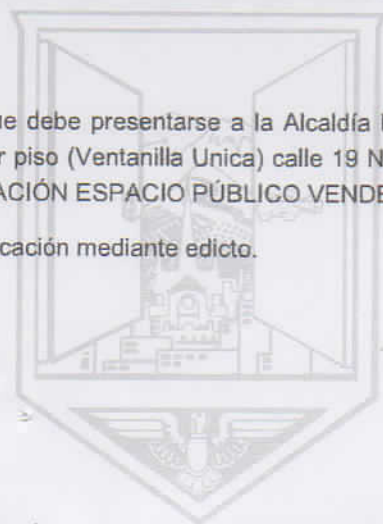 ue debe presentarse a la Alcaldía
r piso (Ventanilla Unica) calle 19 N
ACIÓN ESPACIO PÚBLICO VENDE
cación mediante edicto.